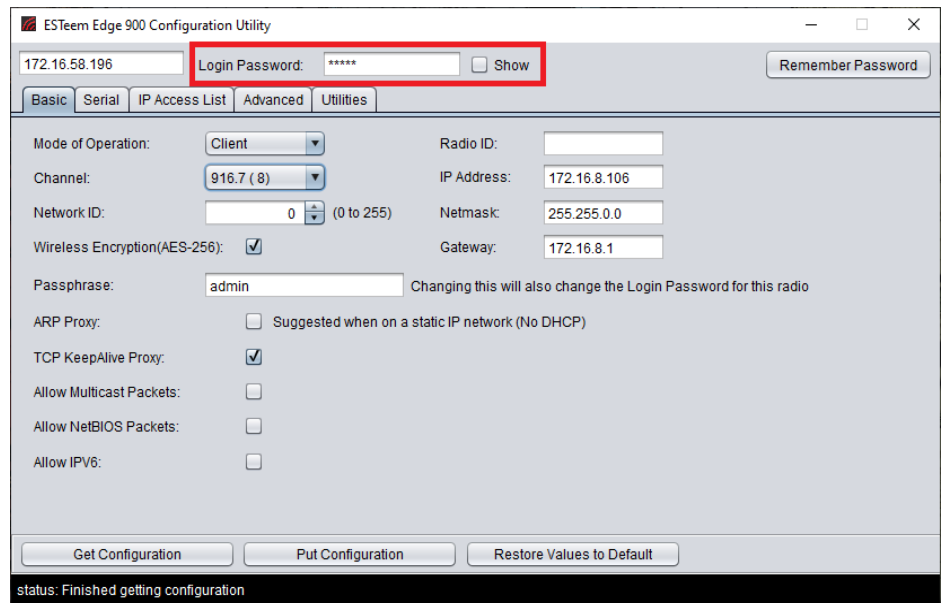 ESTeem Edge 900 Configuration Utility
172.16.58.196 Login Password: ***** Show Remember Password
Basic Serial IP Access List Advanced Utilities
Mode of Operation: Client Radio ID:
Channel: 916.7 ( 8) IP Address: 172.16.8.106
Network ID: 0 (0 to 255) Netmask: 255.255.0.0
Wireless Encryption(AES-256): Gateway: 172.16.8.1
Passphrase: admin Changing this will also change the Login Password for this radio
ARP Proxy: Suggested when on a static IP network (No DHCP)
TCP KeepAlive Proxy:
Allow Multicast Packets:
Allow NetBIOS Packets:
Allow IPV6:
Get Configuration Put Configuration Restore Values to Default
status: Finished getting configuration